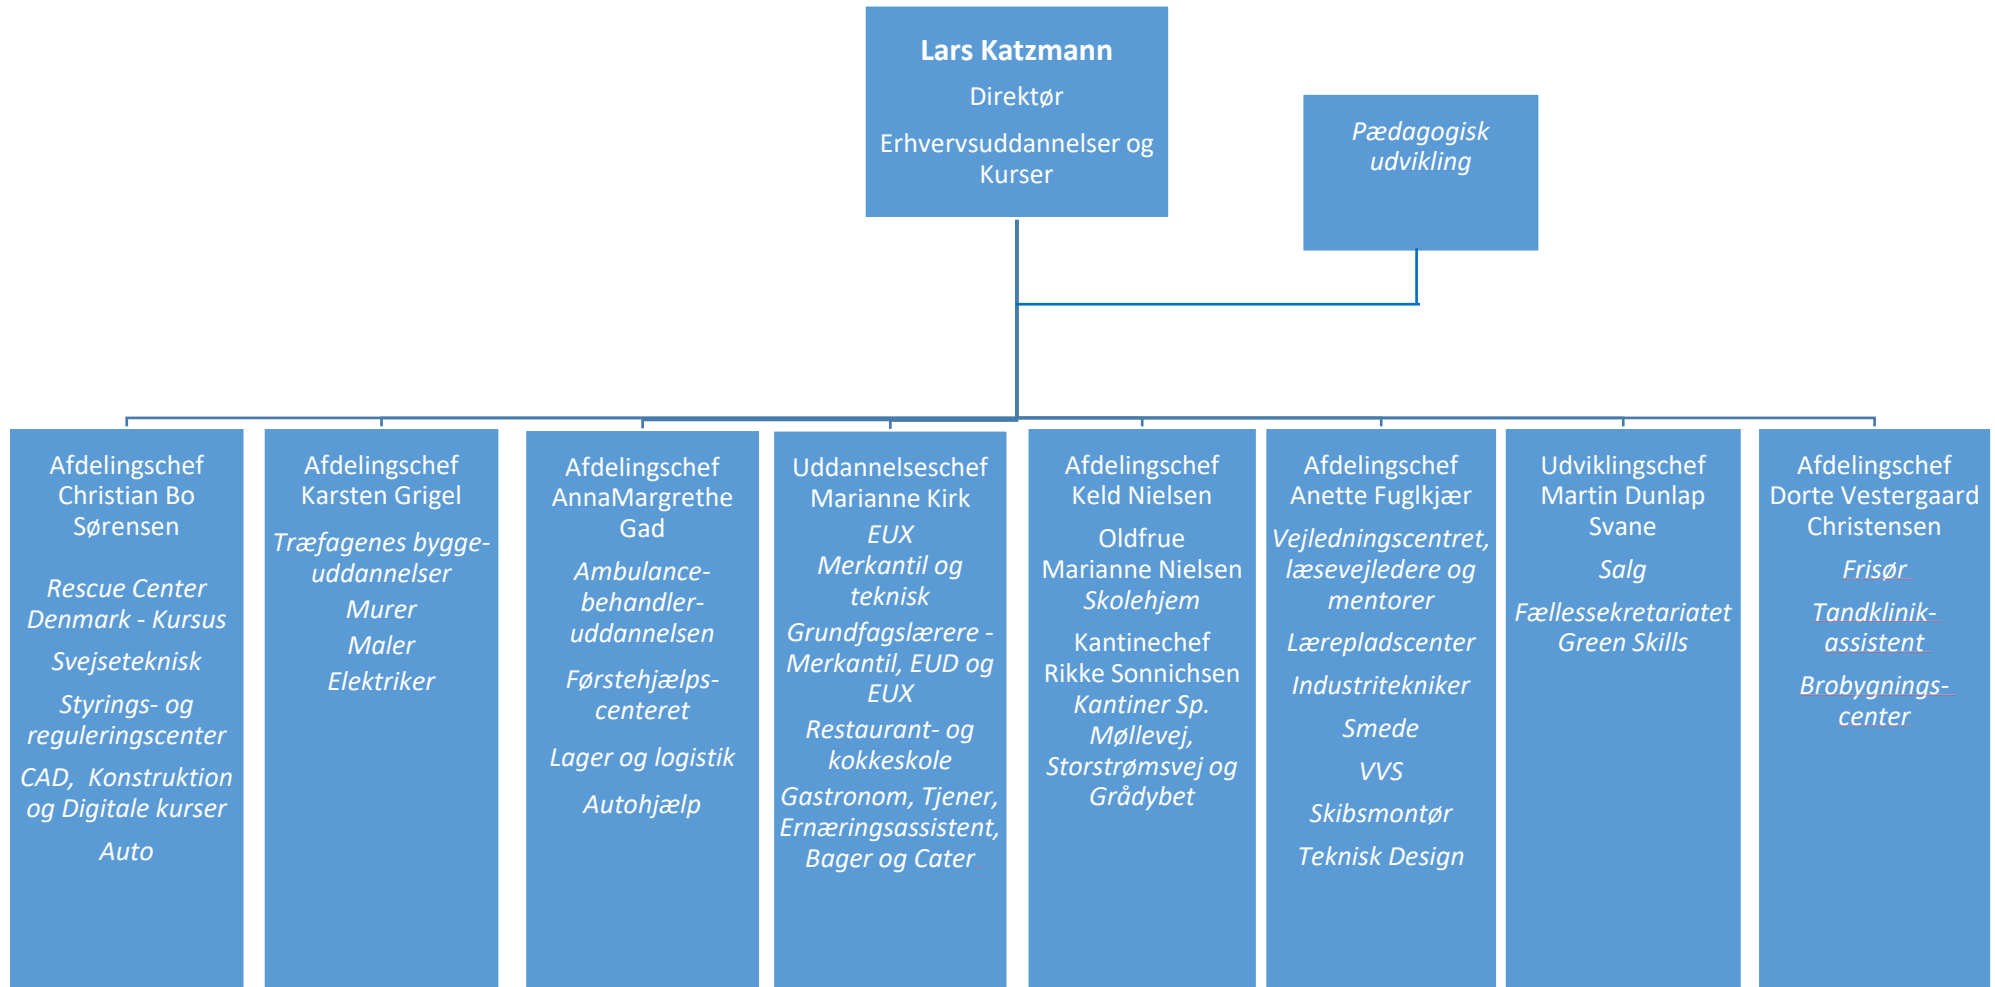 Lars Katzmann
Direktør
Erhvervsuddannelser og
Kurser
Pædagogisk
udvikling
Afdelingschef
Christian Bo
Sørensen
Rescue Center
Denmark - Kursus
Svejseteknisk
Styrings- og
reguleringscenter
CAD,  Konstruktion
og Digitale kurser
Auto
Afdelingschef
Karsten Grigel
Træfagenes bygge-
uddannelser
Murer
Maler
Elektriker
Afdelingschef
AnnaMargrethe
Gad
Ambulance-
behandler-
uddannelsen
Førstehjælps-
centeret
Lager og logistik
Autohjælp
Uddannelseschef
Marianne Kirk
EUX
Merkantil og
teknisk
Grundfagslærere -
Merkantil, EUD og
EUX
Restaurant- og
kokkeskole
Gastronom, Tjener,
Ernæringsassistent,
Bager og Cater
Afdelingschef
Keld Nielsen
Oldfrue
Marianne Nielsen
Skolehjem
Kantinechef
Rikke Sonnichsen
Kantiner Sp.
Møllevej,
Storstrømsvej og
Grådybet
Afdelingschef
Anette Fuglkjær
Vejledningscentret,
læsevejledere og
mentorer
Lærepladscenter
Industritekniker
Smede
VVS
Skibsmontør
Teknisk Design
Udviklingschef
Martin Dunlap
Svane
Salg
Fællessekretariatet
Green Skills
Afdelingschef
Dorte Vestergaard
Christensen
Frisør
Tandklinik-
assistent
Brobygnings-
center